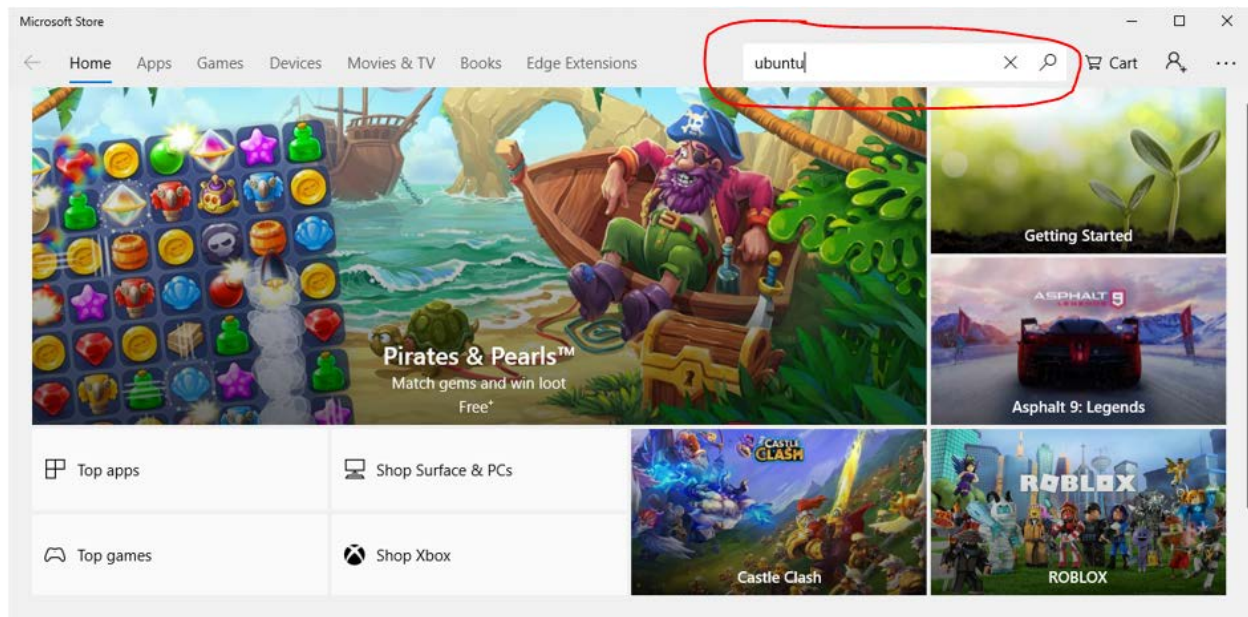 Microsoft Store
Home Apps Games Devices Movies & TV Books Edge Extensions ubuntu Cart
Getting Started
ASPHALT 9
LEGENDS
Asphalt 9: Legends
Pirates & Pearls™
Match gems and win loot
Free⁺
Top apps
Shop Surface & PCs
Top games
Shop Xbox
CASTLE
CLASH
Castle Clash
ROBLOX
ROBLOX